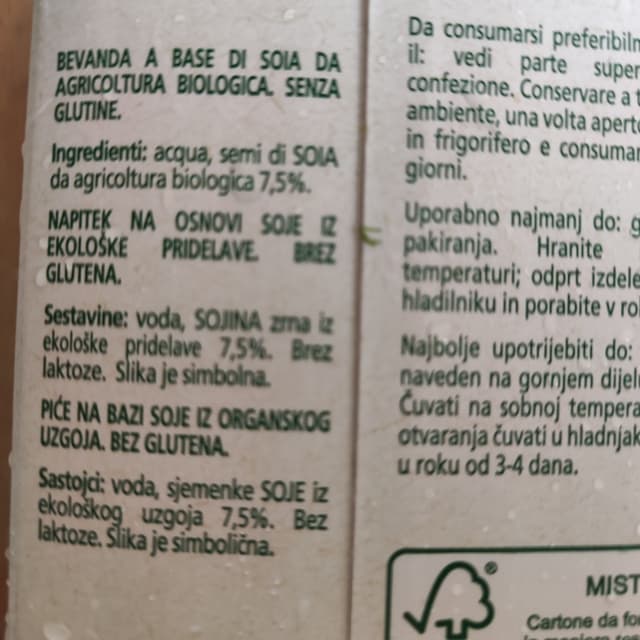 BEVANDA A BASE DI SOIA DA
AGRICOLTURA BIOLOGICA. SENZA
GLUTINE.
Ingredienti: acqua, semi di SOIA
da agricoltura biologica 7,5%.
NAPITEK NA OSNOVI SOJE IZ
EKOLOŠKE PRIDELAVE. BREZ
GLUTENA.
Sestavine: voda, SOJINA zrna iz
ekološke pridelave 7,5%. Brez
laktoze. Slika je simbolna.
PIĆE NA BAZI SOJE IZ ORGANSKOG
UZGOJA. BEZ GLUTENA.
Sastojci: voda, sjemenke SOJE iz
ekološkog uzgoja 7,5%. Bez
laktoze. Slika je simbolična.
Da consumarsi preferibiln
il: vedi parte super
confezione. Conservare a t
ambiente, una volta aperto
in frigorifero e consumar
giorni.
Uporabno najmanj do: g
pakiranja. Hranite
temperaturi; odprt izdele
hladilniku in porabite v ro
Najbolje upotrijebiti do:
naveden na gornjem dijelu
Čuvati na sobnoj tempera
otvaranja čuvati u hladnjak
u roku od 3-4 dana.
®
MIST
Cartone da fo